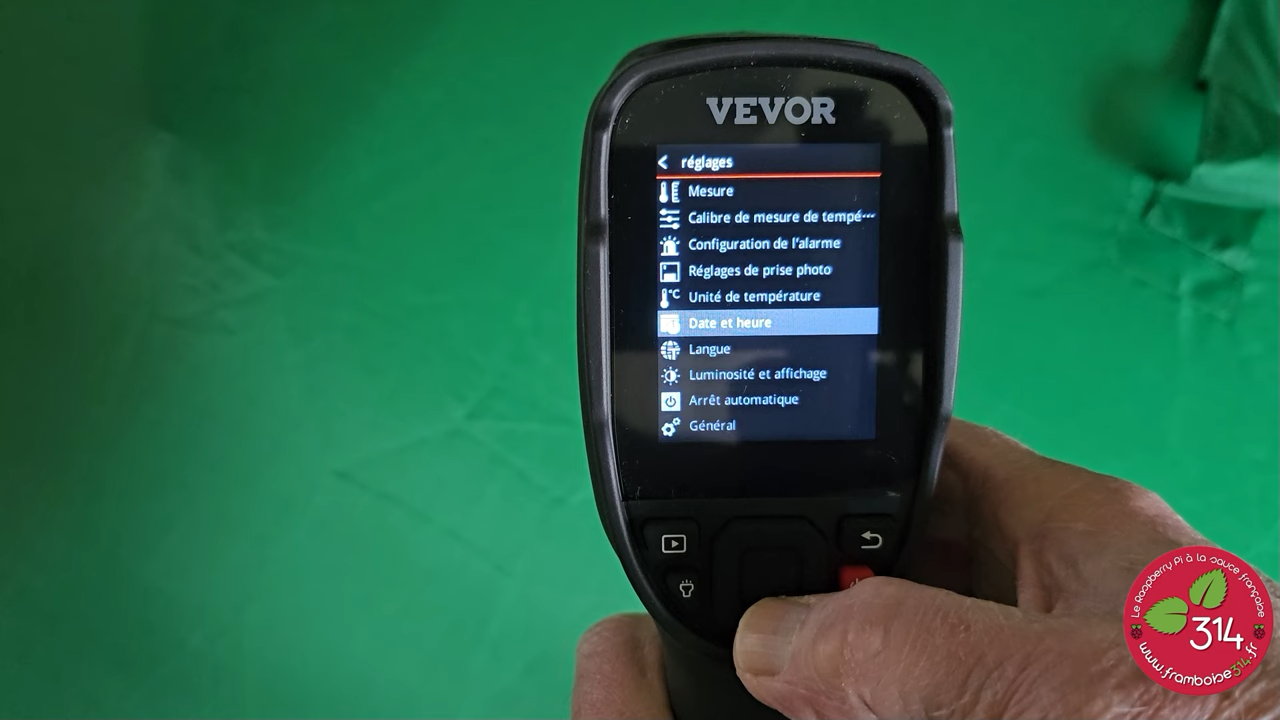 VEVOR
réglages
Mesure
Calibre de mesure de tempé···
Configuration de l'alarme
Réglages de prise photo
°C
Unité de température
Date et heure
Langue
Luminosité et affichage
Arrêt automatique
Général
Le Raspberry Pi à la sauce française
314
www.framboise314.fr